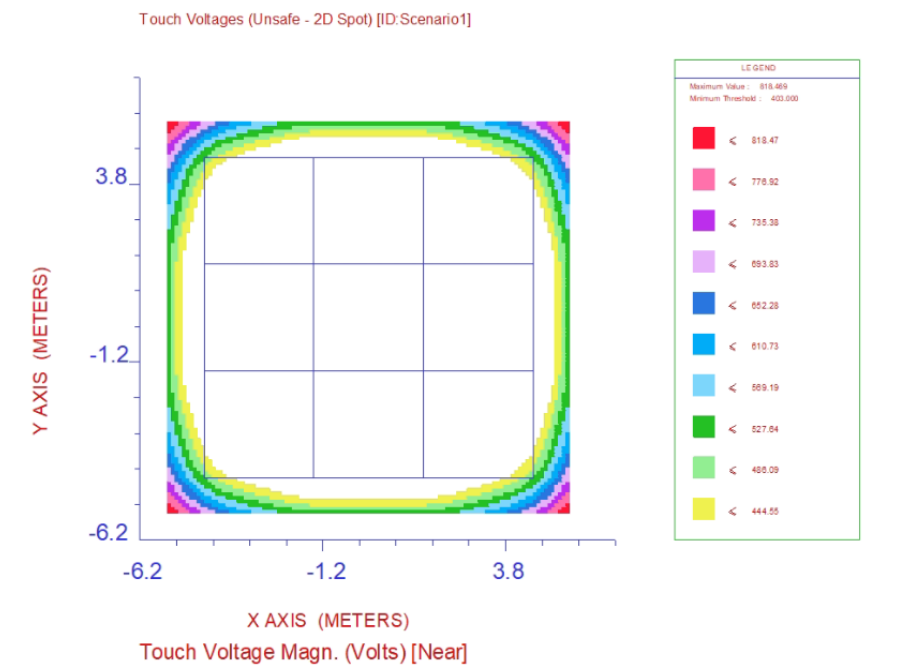 Touch Voltages (Unsafe - 2D Spot) [ID:Scenario1]
LEGEND
Maximum Value : 818.469
Minimum Threshold : 403.000
⩽ 818.47
⩽ 776.92
⩽ 735.38
⩽ 693.83
⩽ 652.28
⩽ 610.73
⩽ 569.19
⩽ 527.64
⩽ 486.09
⩽ 444.55
Y AXIS (METERS)
3.8
-1.2
-6.2
-6.2 -1.2 3.8
X AXIS (METERS)
Touch Voltage Magn. (Volts) [Near]